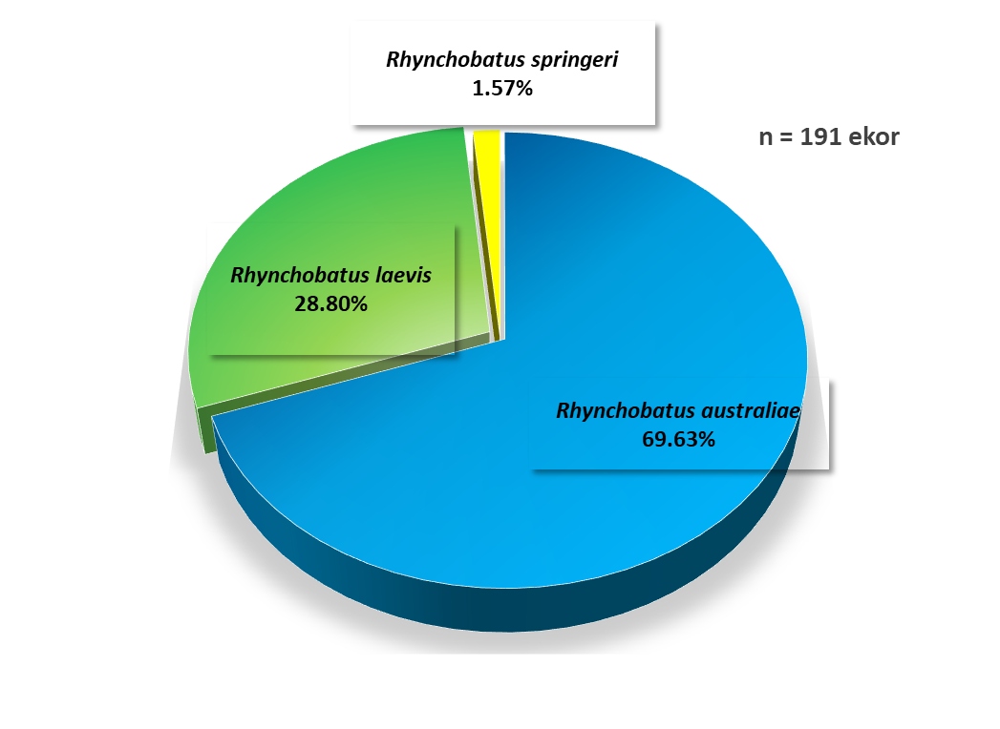 Rhynchobatus springeri
1.57%
n = 191 ekor
Rhynchobatus laevis
28.80%
Rhynchobatus australiae
69.63%